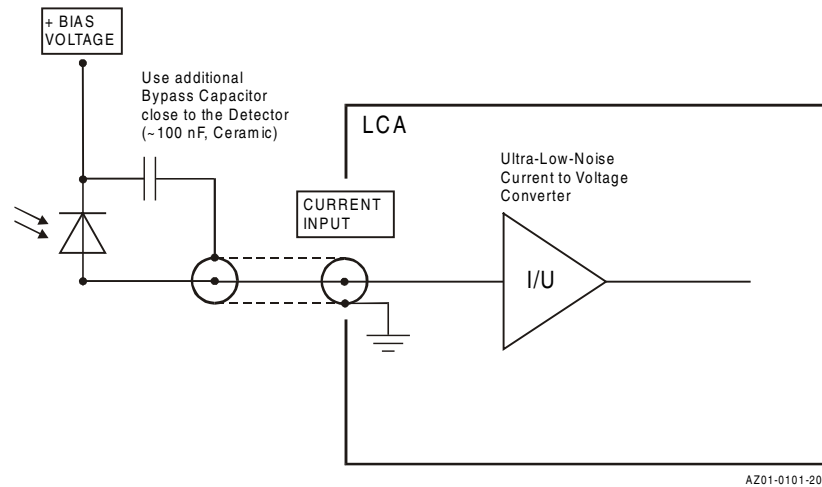 + BIAS
VOLTAGE
Use additional
Bypass Capacitor
close to the Detector
(~100 nF, Ceramic)
LCA
CURRENT
INPUT
Ultra-Low-Noise
Current to Voltage
Converter
I/U
AZ01-0101-20